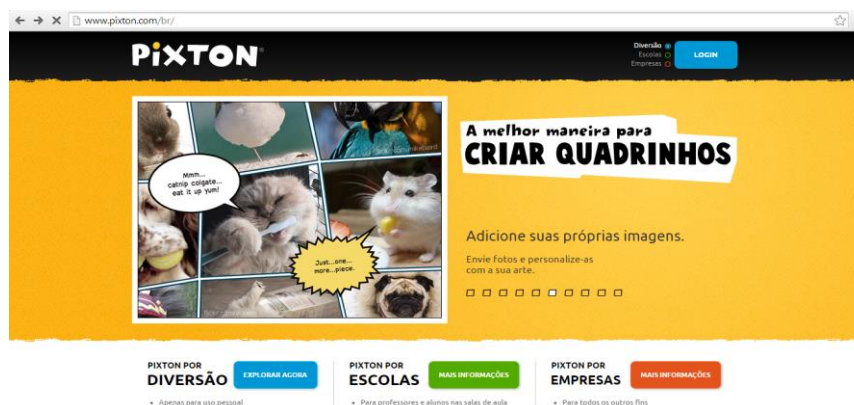 www.pixton.com/br/
PiXTON
Diversão
Escolas
Empresas
LOGIN
Mmm...
catnip colgate...
eat it up yum!
Just...one...
more...piece.
A melhor maneira para
CRIAR QUADRINHOS
Adicione suas próprias imagens.
Envie fotos e personalize-as
com a sua arte.
PIXTON POR
DIVERSÃO
EXPLORAR AGORA
• Apenas para uso pessoal
PIXTON POR
ESCOLAS
MAIS INFORMAÇÕES
• Para professores e alunos nas salas de aula
PIXTON POR
EMPRESAS
MAIS INFORMAÇÕES
• Para todos os outros fins